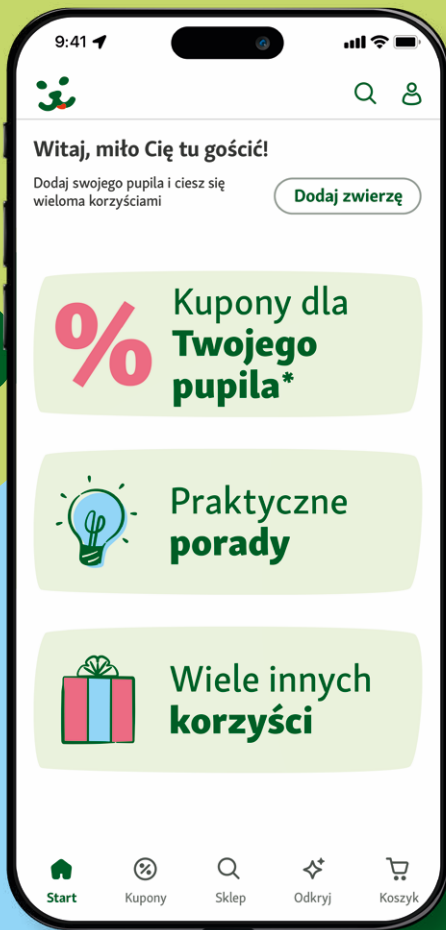 9:41
Witaj, miło Cię tu gościć!
Dodaj swojego pupila i ciesz się
wieloma korzyściami
Dodaj zwierzę
%
Kupony dla
Twojego
pupila*
Praktyczne
porady
Wiele innych
korzyści
Start
Kupony
Sklep
Odkryj
Koszyk